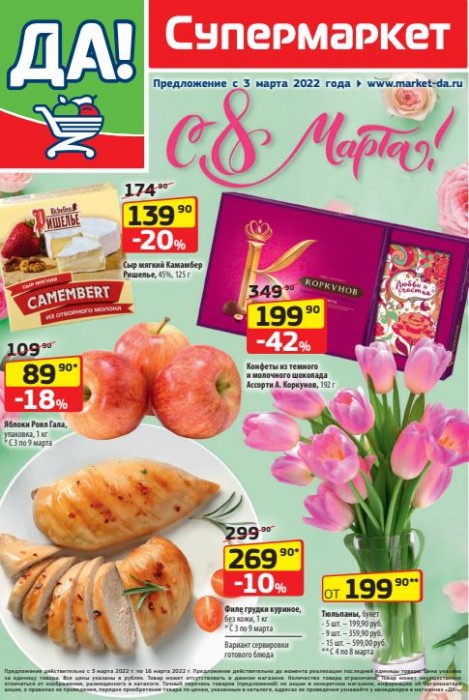 ДА!
Супермаркет
Предложение с 3 марта 2022 года www.market-da.ru
С 8 Марта!
174-90
139 90
-20%
Сыр мягкий Камамбер
Ришелье, 45%, 125 г
Ришелье
СЫР МЯГКИЙ
CAMEMBERT
ИЗ ОТБОРНОГО МОЛОКА
КОРКУНОВ
Любви и
счастья
349-90
199 90
-42%
Конфеты из темного
и молочного шоколада
Ассорти А. Коркунов, 192 г
109-90
89 90*
-18%
Яблоки Роял Гала,
упаковка, 1 кг
* С 3 по 9 марта
299-90
269 90*
-10%
Филе грудки куриное,
без кожи, 1 кг
* С 3 по 9 марта
Вариант сервировки
готового блюда
ОТ 199 90**
Тюльпаны, букет
- 5 шт. – 199,90 руб.
- 9 шт. – 359,90 руб.
- 15 шт. – 599,00 руб.
** С 4 по 8 марта
Предложение действительно с 3 марта 2022 г. по 16 марта 2022 г. Предложение действительно до момента реализации последней единицы товара. Цена указана
за единицу товара. Все цены указаны в рублях. Товар может отсутствовать в данном магазине. Количество товара ограничено.